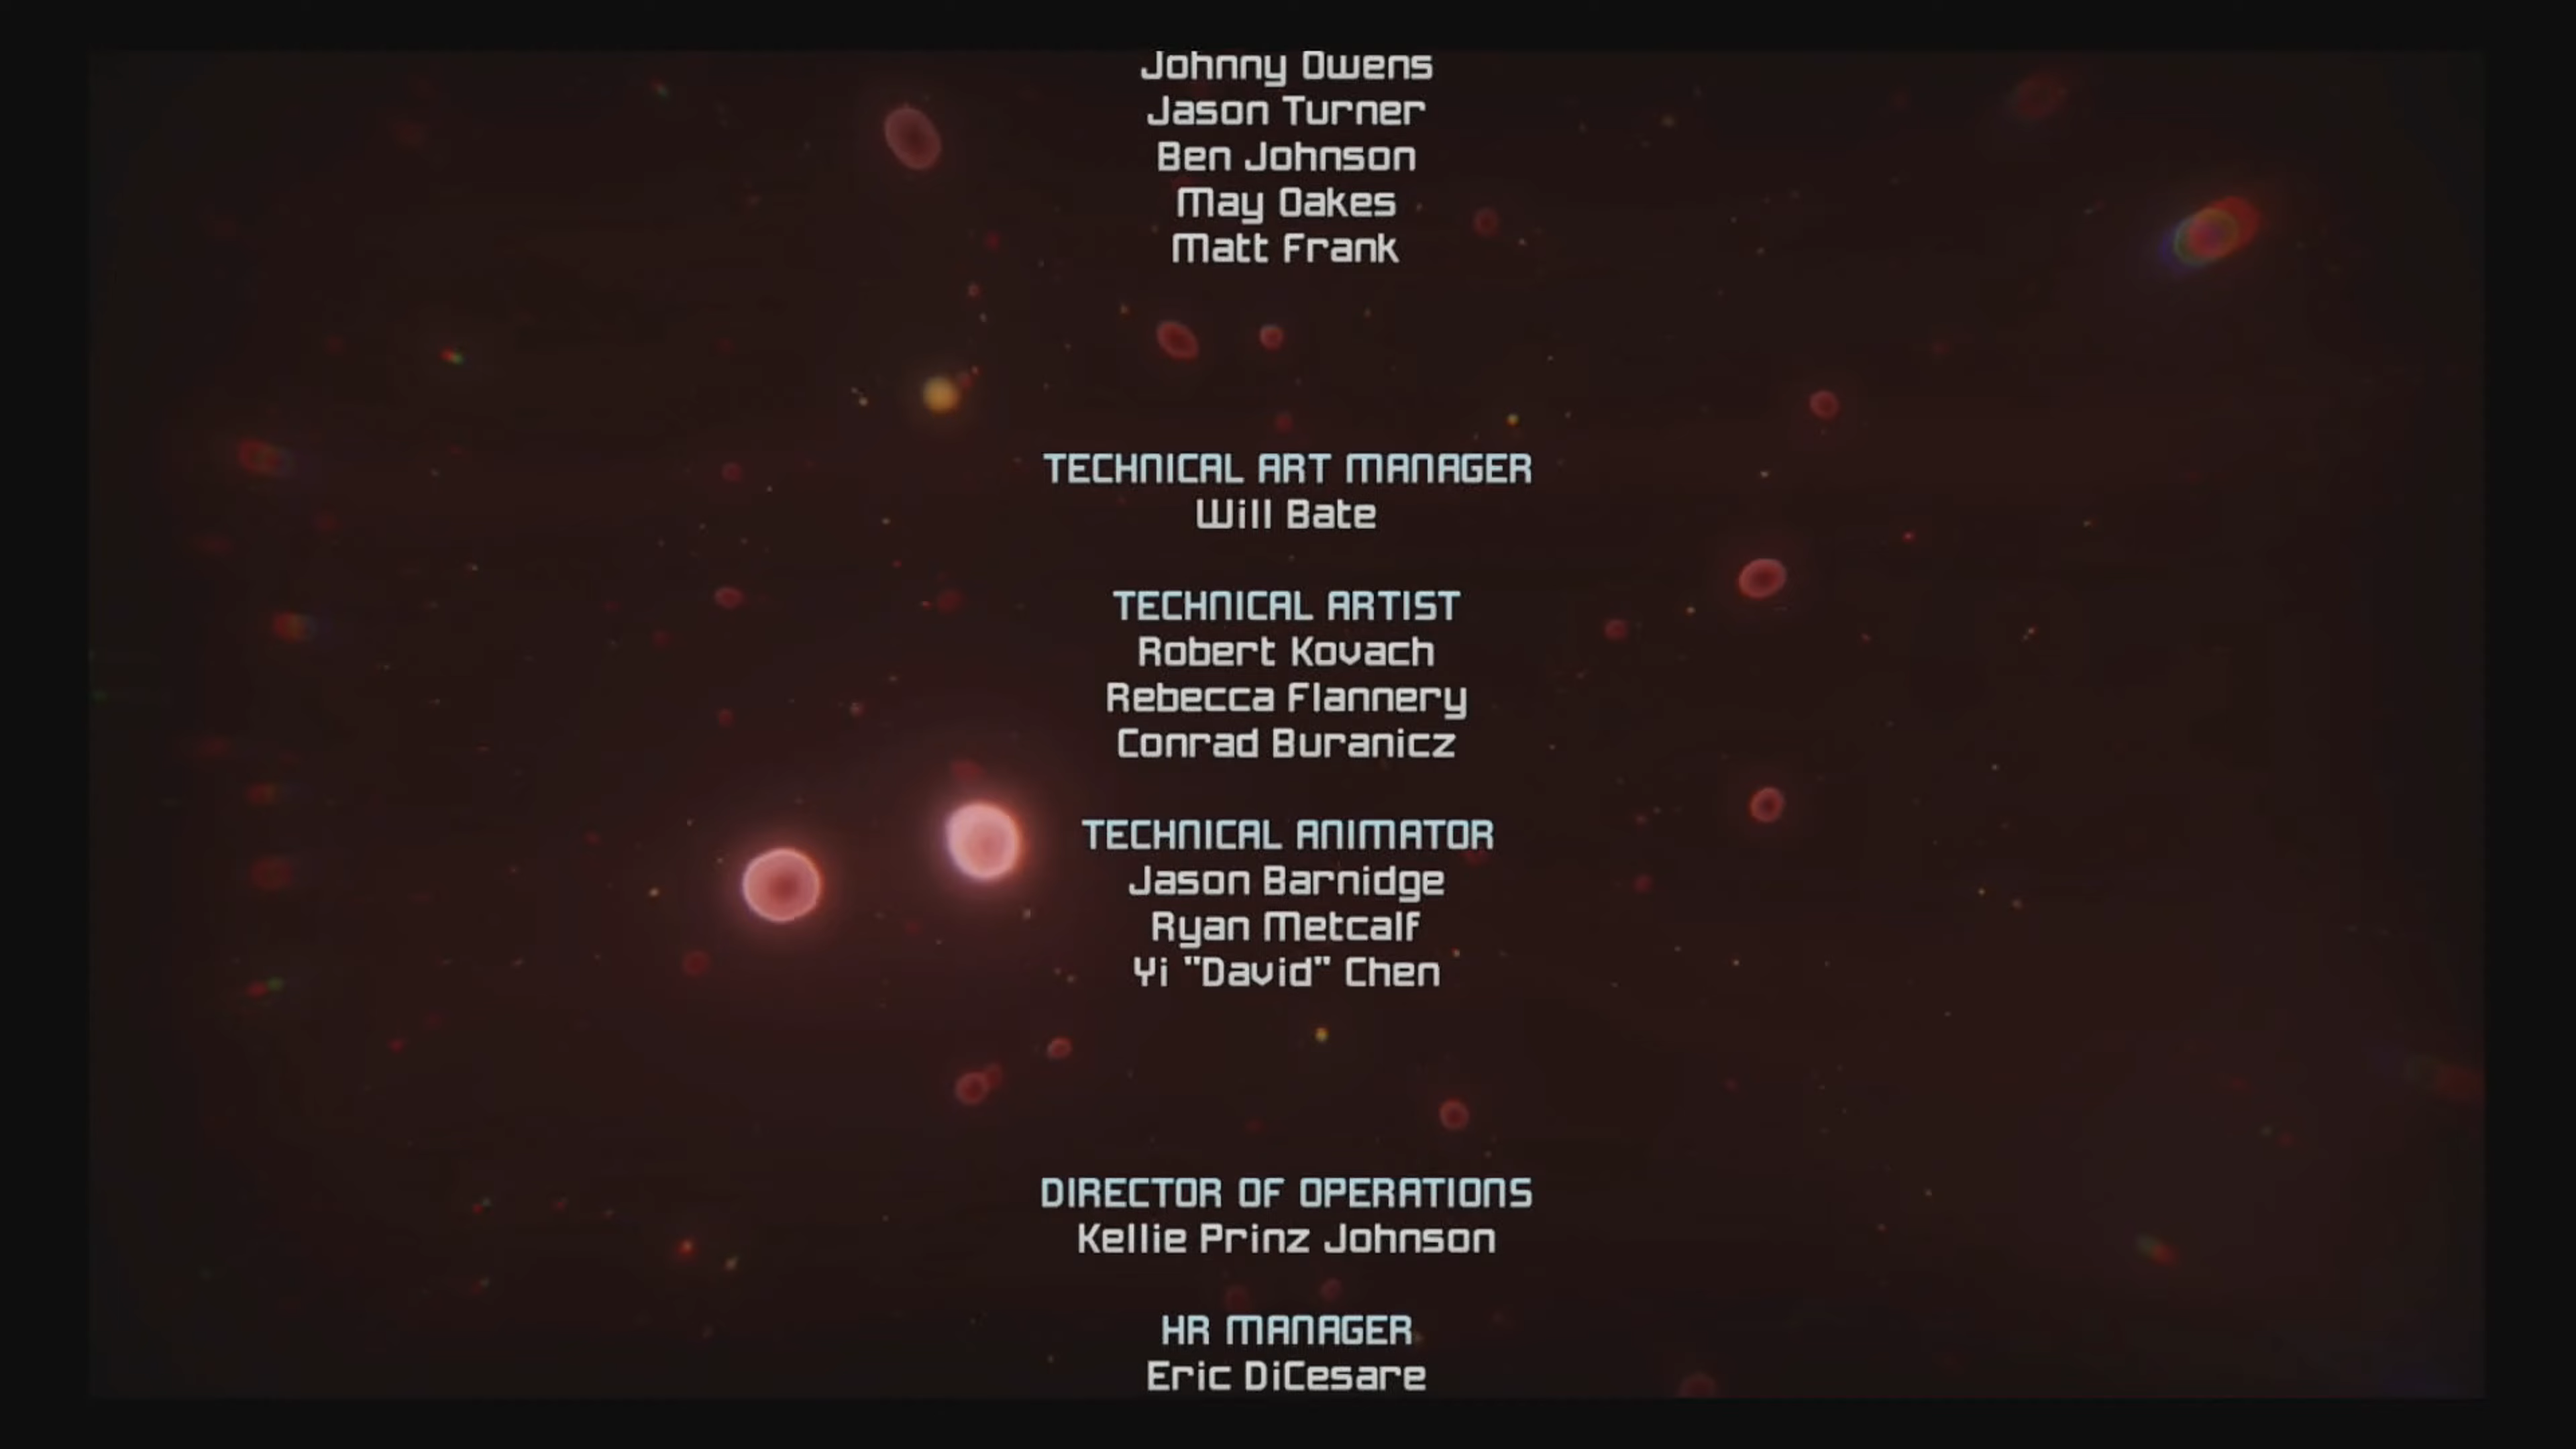 Johnny Owens
Jason Turner
Ben Johnson
May Oakes
Matt Frank
TECHNICAL ART MANAGER
Will Bate
TECHNICAL ARTIST
Robert Kovach
Rebecca Flannery
Conrad Buranicz
TECHNICAL ANIMATOR
Jason Barnidge
Ryan Metcalf
Yi "David" Chen
DIRECTOR OF OPERATIONS
Kellie Prinz Johnson
HR MANAGER
Eric DiCesare